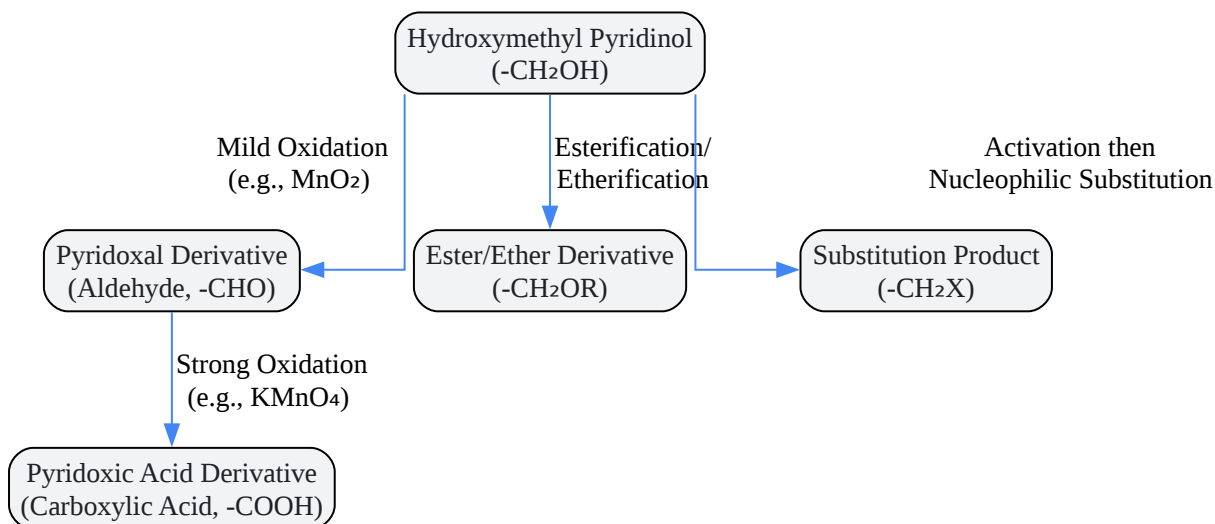 Hydroxymethyl Pyridinol
(-CH₂OH)
Mild Oxidation
(e.g., MnO₂)
Esterification/
Etherification
Activation then
Nucleophilic Substitution
Pyridoxal Derivative
(Aldehyde, -CHO)
Ester/Ether Derivative
(-CH₂OR)
Substitution Product
(-CH₂X)
Strong Oxidation
(e.g., KMnO₄)
Pyridoxic Acid Derivative
(Carboxylic Acid, -COOH)